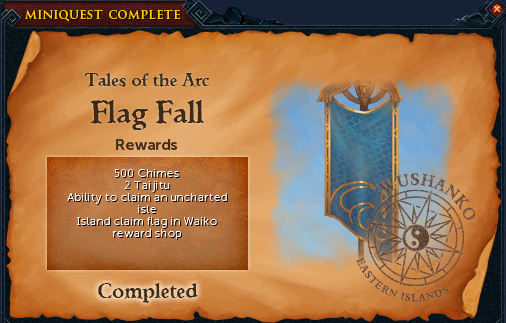 MINIQUEST COMPLETE
Tales of the Arc
Flag Fall
Rewards
500 Chimes
2 Taijitu
Ability to claim an uncharted
isle
Island claim flag in Waiko
reward shop
Completed
WUSHANKO
EASTERN ISLANDS